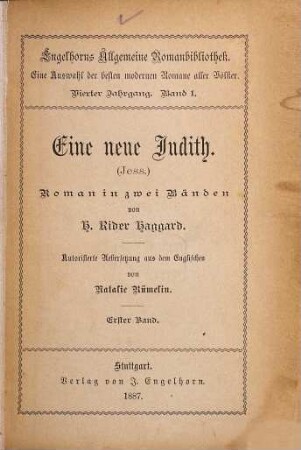 Engelhorns Allgemeine Romanbibliothek.
Eine Auswahl der besten modernen Romane aller Völker.
Vierter Jahrgang. Band 1.
Eine neue Judith.
(Jess.)
Roman in zwei Bänden
von
H. Rider Haggard.
Autorisierte Uebersetzung aus dem Englischen
von
Natalie Rümelin.
Erster Band.
Stuttgart.
Verlag von J. Engelhorn.
1887.